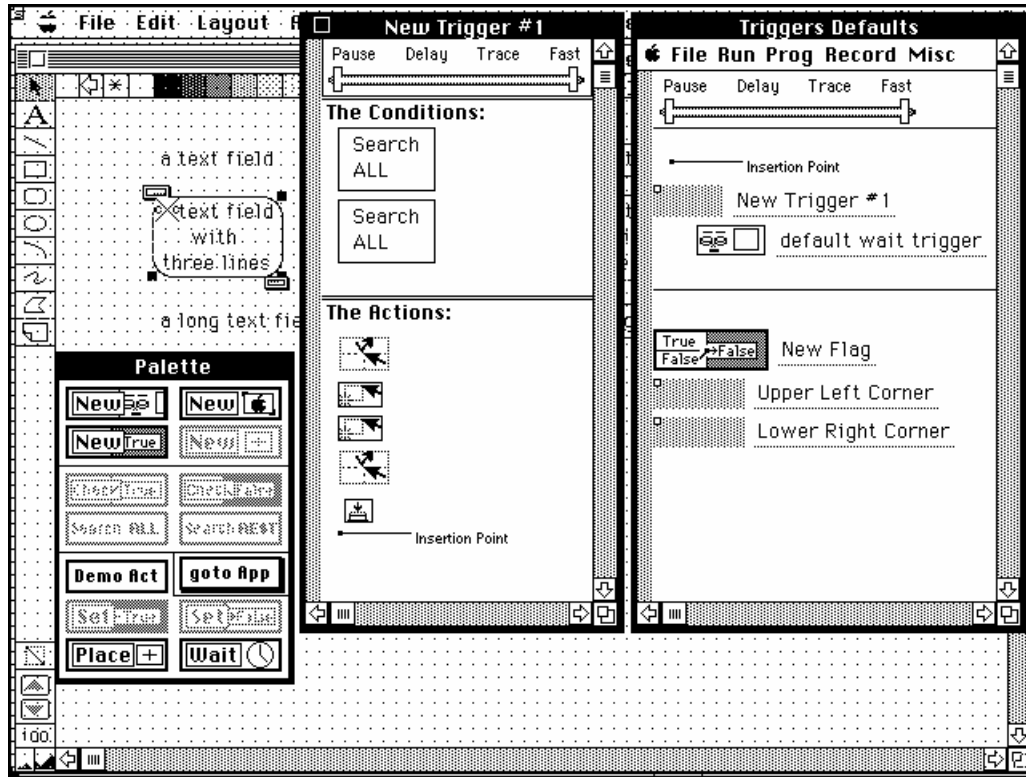 File Edit Layout
a text field
text field
with
three lines
a long text fie
100
Palette
New
New
New True
New
Check True
Check False
Search ALL
Search REST
Demo Act
goto App
Set True
Set False
Place
Wait
New Trigger #1
Pause Delay Trace Fast
The Conditions:
Search
ALL
Search
ALL
The Actions:
Insertion Point
Triggers Defaults
File Run Prog Record Misc
Pause Delay Trace Fast
Insertion Point
New Trigger #1
default wait trigger
True
False
False
New Flag
Upper Left Corner
Lower Right Corner